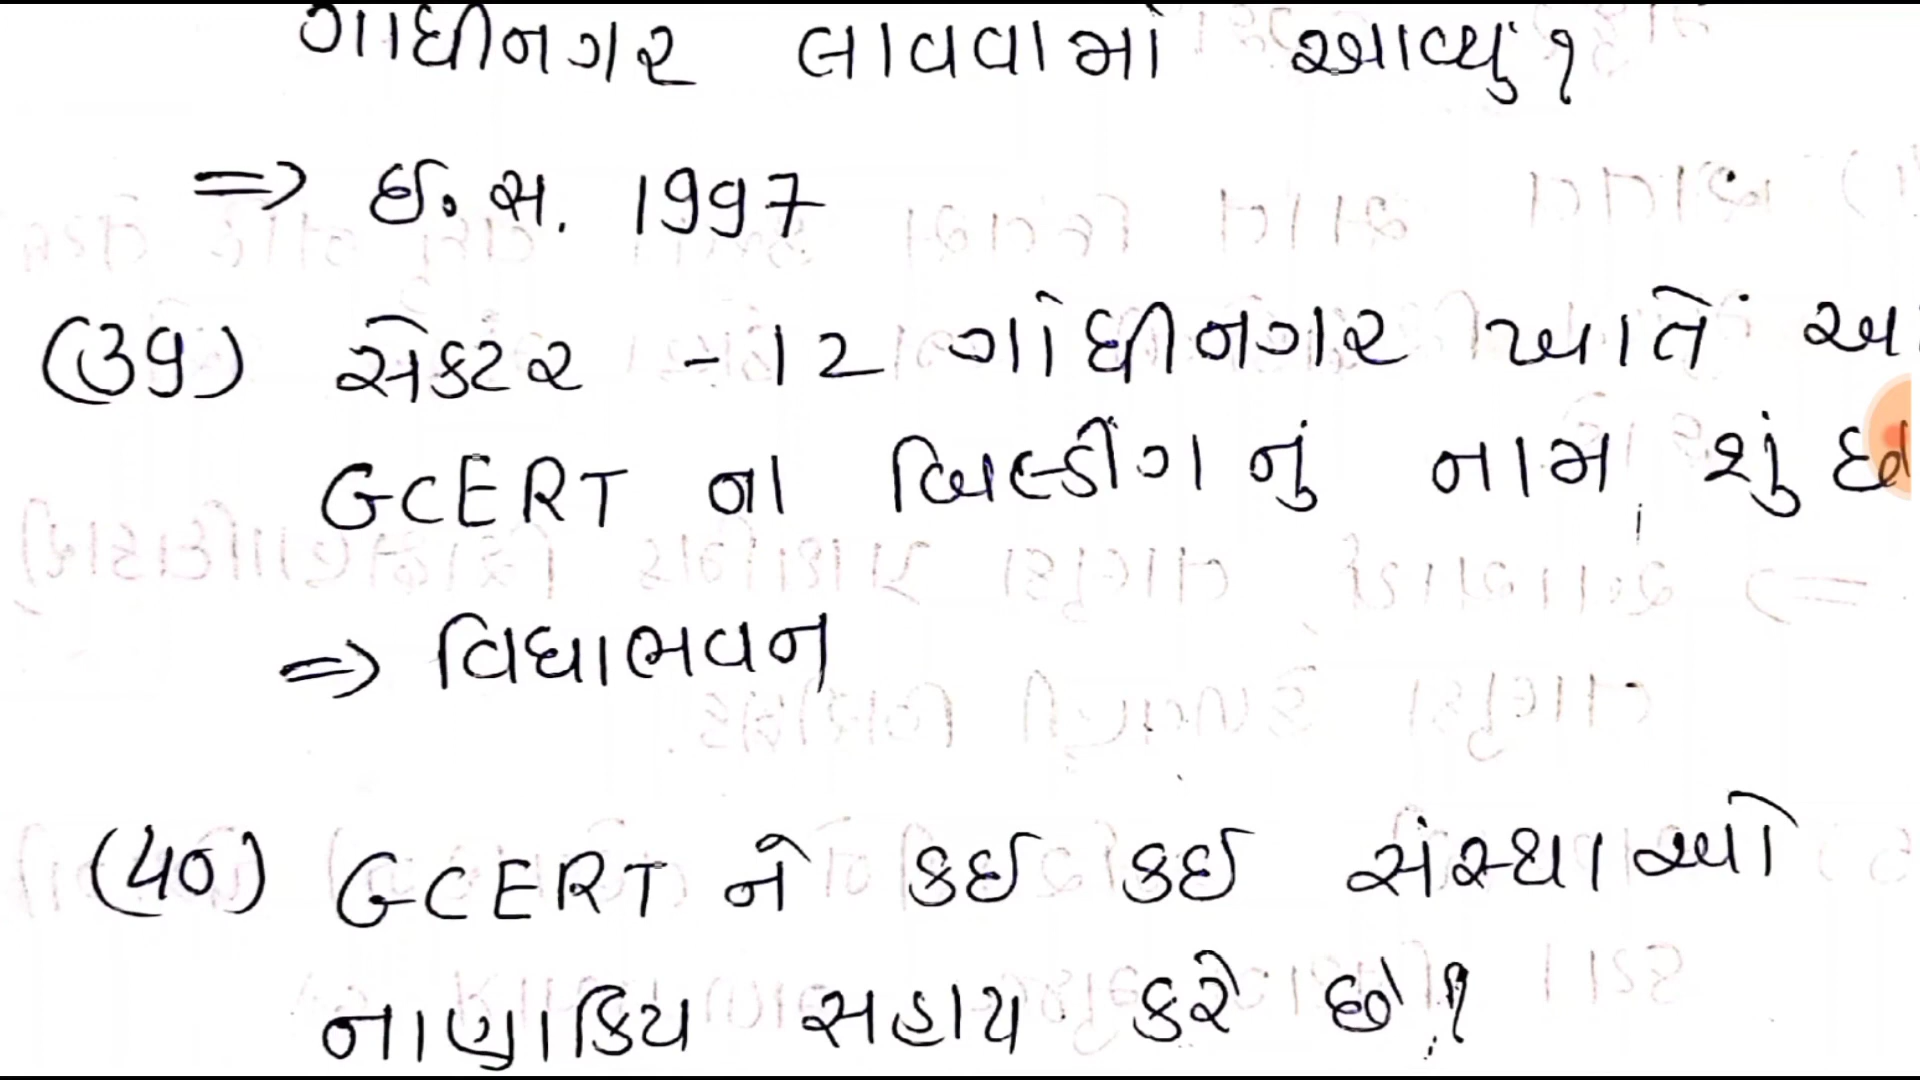 ગાધીનગર લાવવામાં આવ્યું?
=> ઈ.સ. 1997
(39) સેક્ટર -12 ગાંધીનગર ખાતે
GCERT ના બિલ્ડીંગનું નામ શું
=> વિદ્યાભવન
(40) GCERT ને કઈ કઈ સંસ્થાઓ
નાણાકિય સહાય કરે છે?